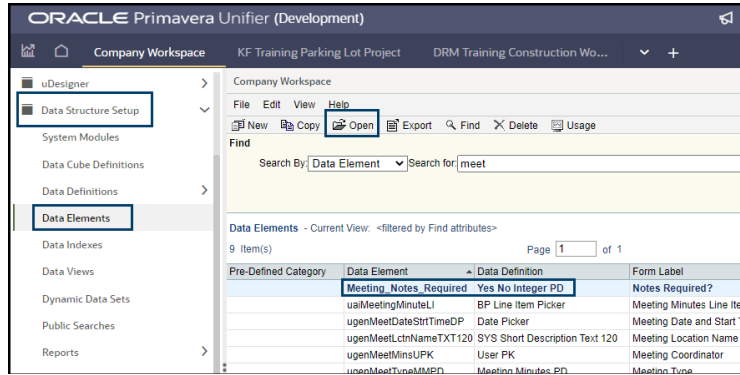 ORACLE Primavera Unifier (Development)
Company Workspace KF Training Parking Lot Project DRM Training Construction Wo... +
uDesigner
Data Structure Setup
System Modules
Data Cube Definitions
Data Definitions
Data Elements
Data Indexes
Data Views
Dynamic Data Sets
Public Searches
Reports
Company Workspace
File Edit View Help
New Copy Open Export Find Delete Usage
Find
Search By: Data Element Search for: meet
Data Elements - Current View: <filtered by Find attributes>
9 Item(s) Page 1 of 1
Pre-Defined Category Data Element Data Definition Form Label
Meeting_Notes_Required Yes No Integer PD Notes Required?
uaiMeetingMinuteLI BP Line Item Picker Meeting Minutes Line Ite
ugenMeetDateStrtTimeDP Date Picker Meeting Date and Start
ugenMeetLctnNameTXT120 SYS Short Description Text 120 Meeting Location Name
ugenMeetMinsUPK User PK Meeting Coordinator
ugenMeetTypeMMPD Meeting Minutes PD Meeting Type